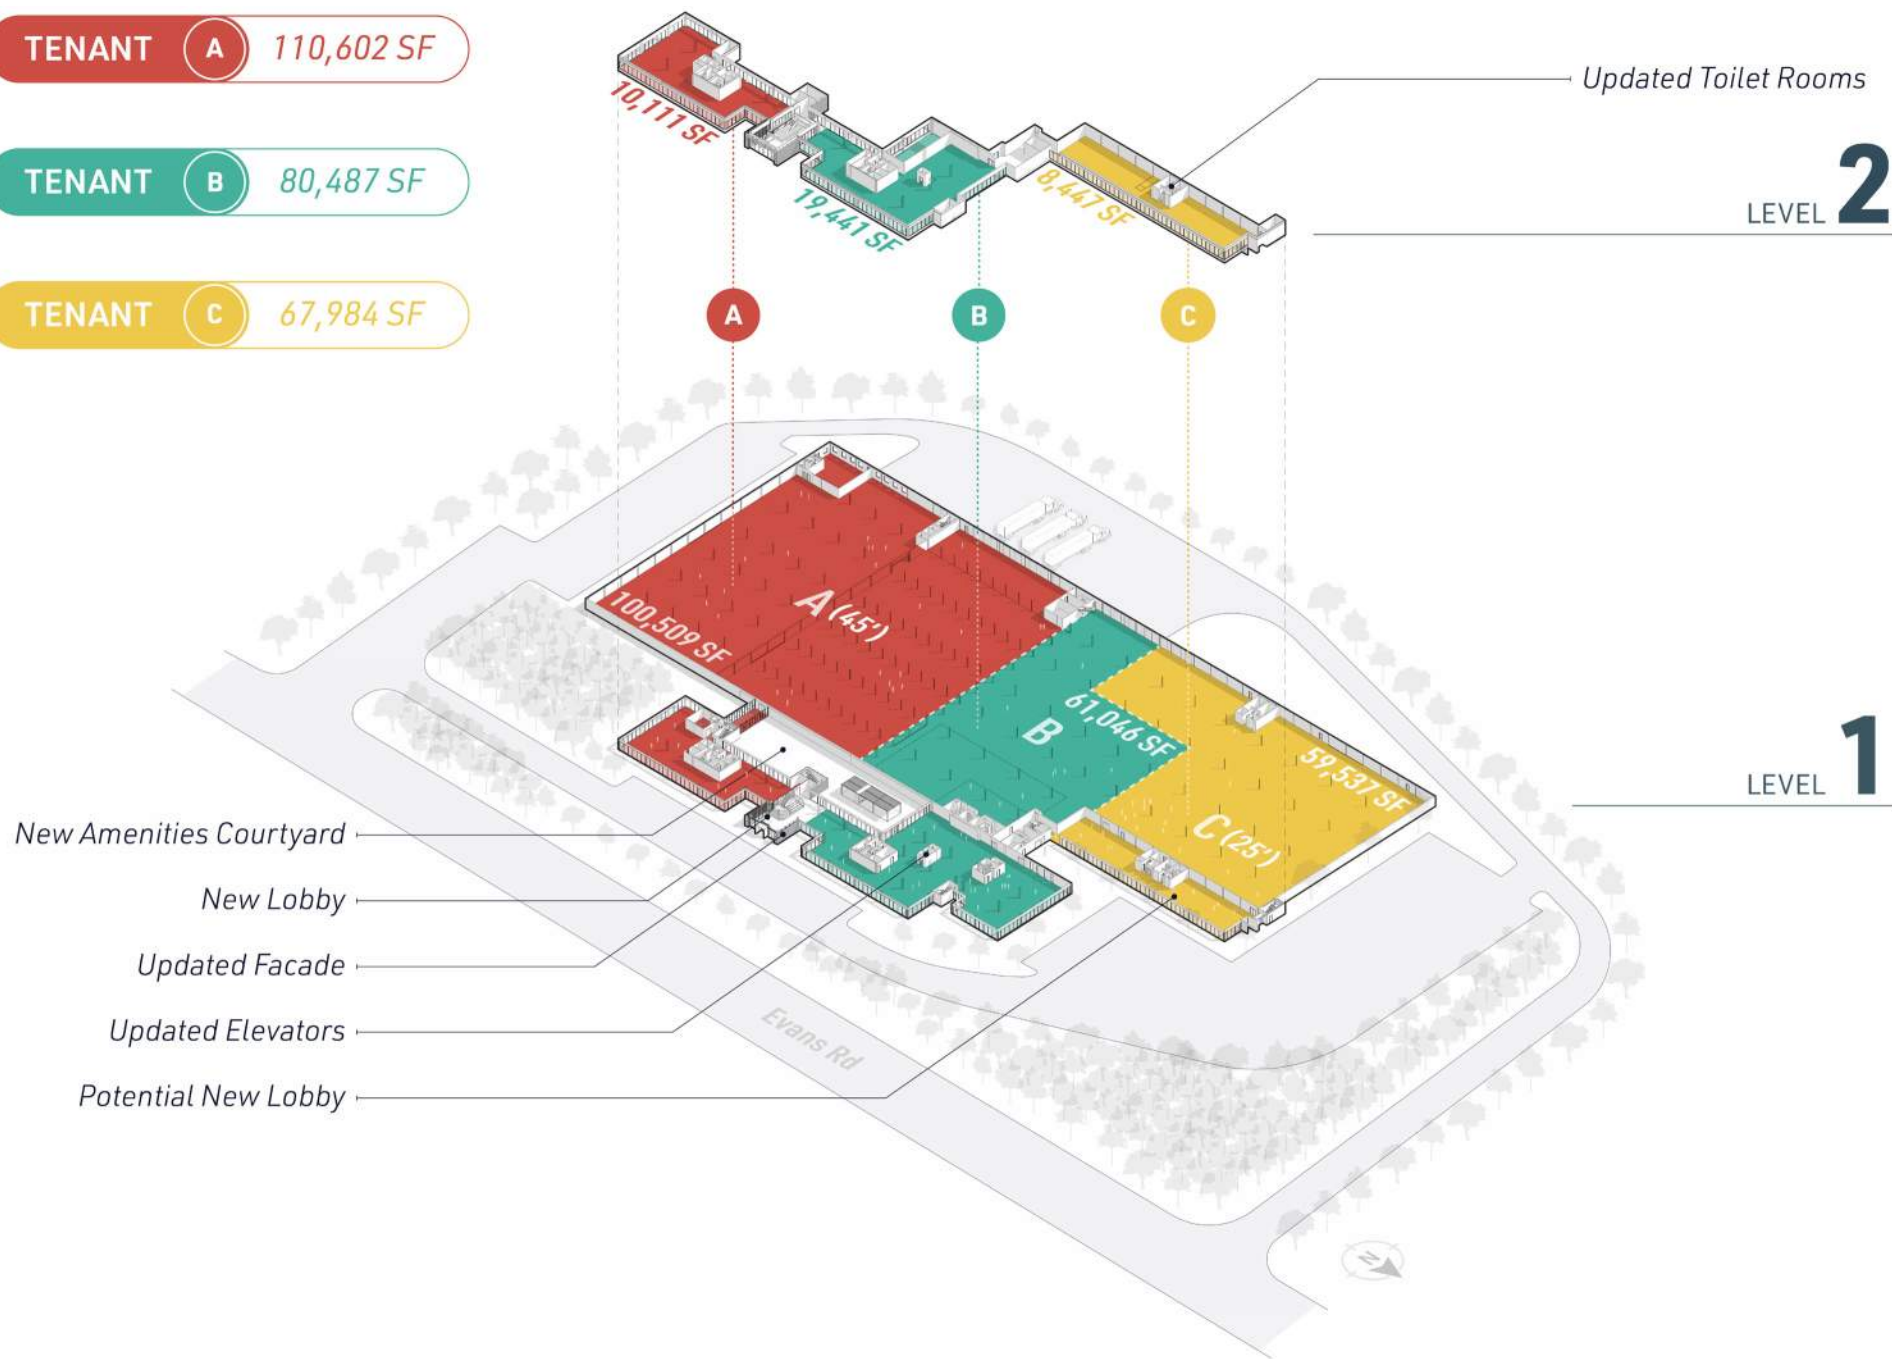 TENANT A 110,602 SF
TENANT B 80,487 SF
TENANT C 67,984 SF
10,111 SF
19,441 SF
8,447 SF
Updated Toilet Rooms
LEVEL 2
A
B
C
100,509 SF
A (45')
B
61,046 SF
59,537 SF
C (25')
LEVEL 1
New Amenities Courtyard
New Lobby
Updated Facade
Updated Elevators
Potential New Lobby
Evans Rd
N